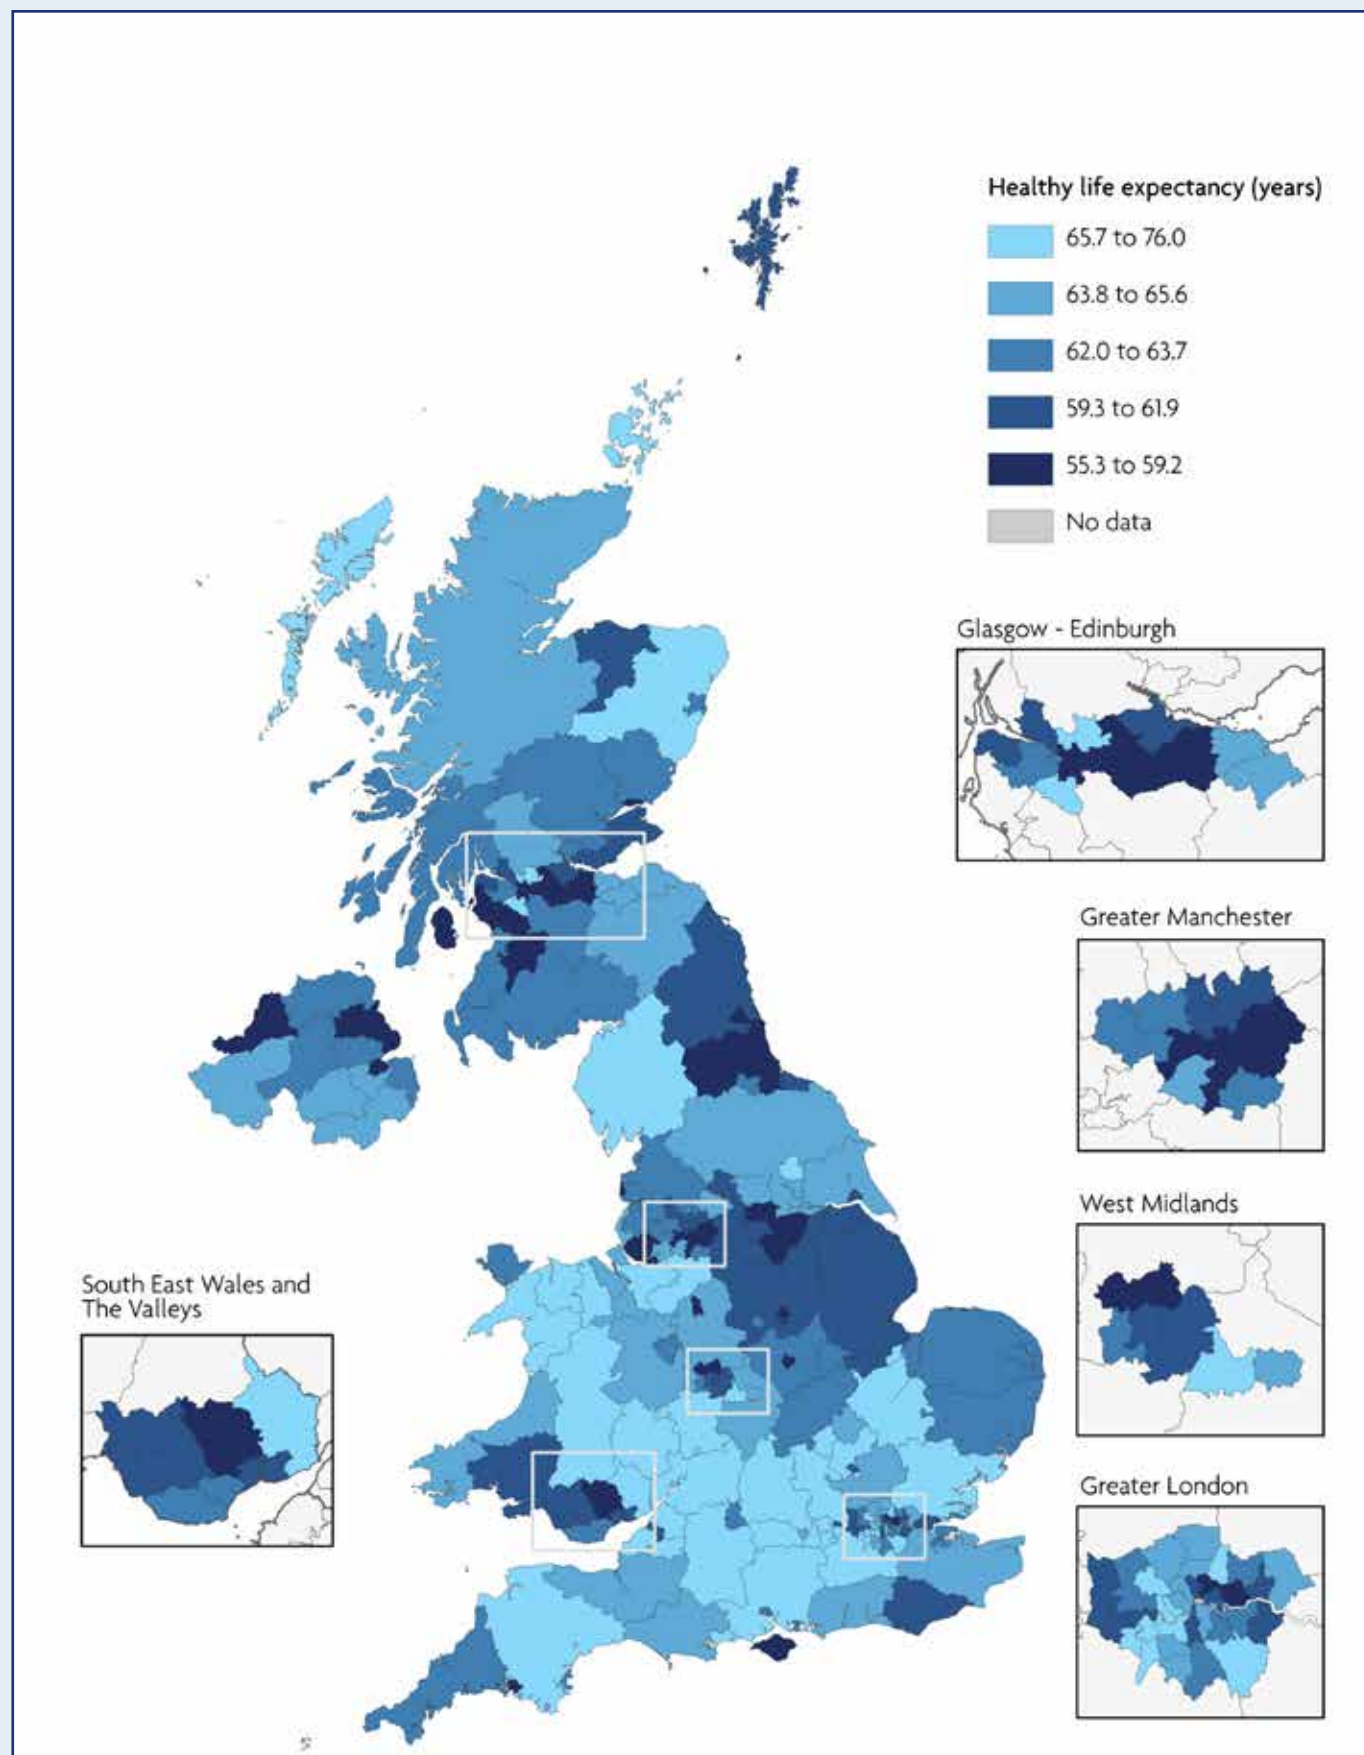 Healthy life expectancy (years)
65.7 to 76.0
63.8 to 65.6
62.0 to 63.7
59.3 to 61.9
55.3 to 59.2
No data
Glasgow - Edinburgh
Greater Manchester
West Midlands
South East Wales and
The Valleys
Greater London